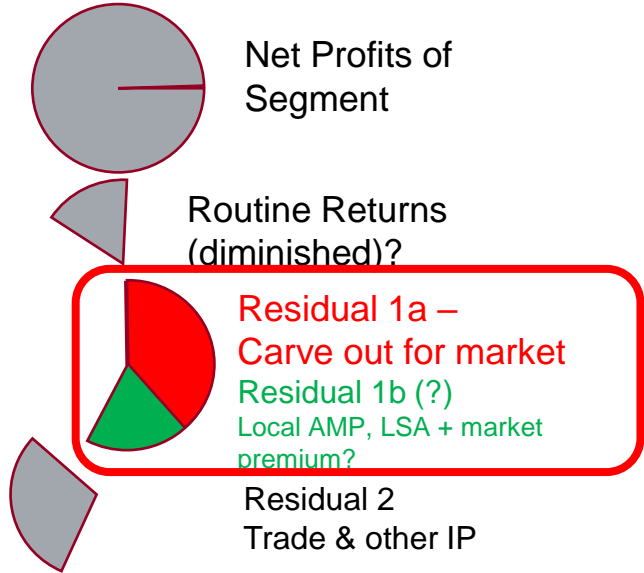 Net Profits of
Segment
Routine Returns
(diminished)?
Residual 1a –
Carve out for market
Residual 1b (?)
Local AMP, LSA + market
premium?
Residual 2
Trade & other IP